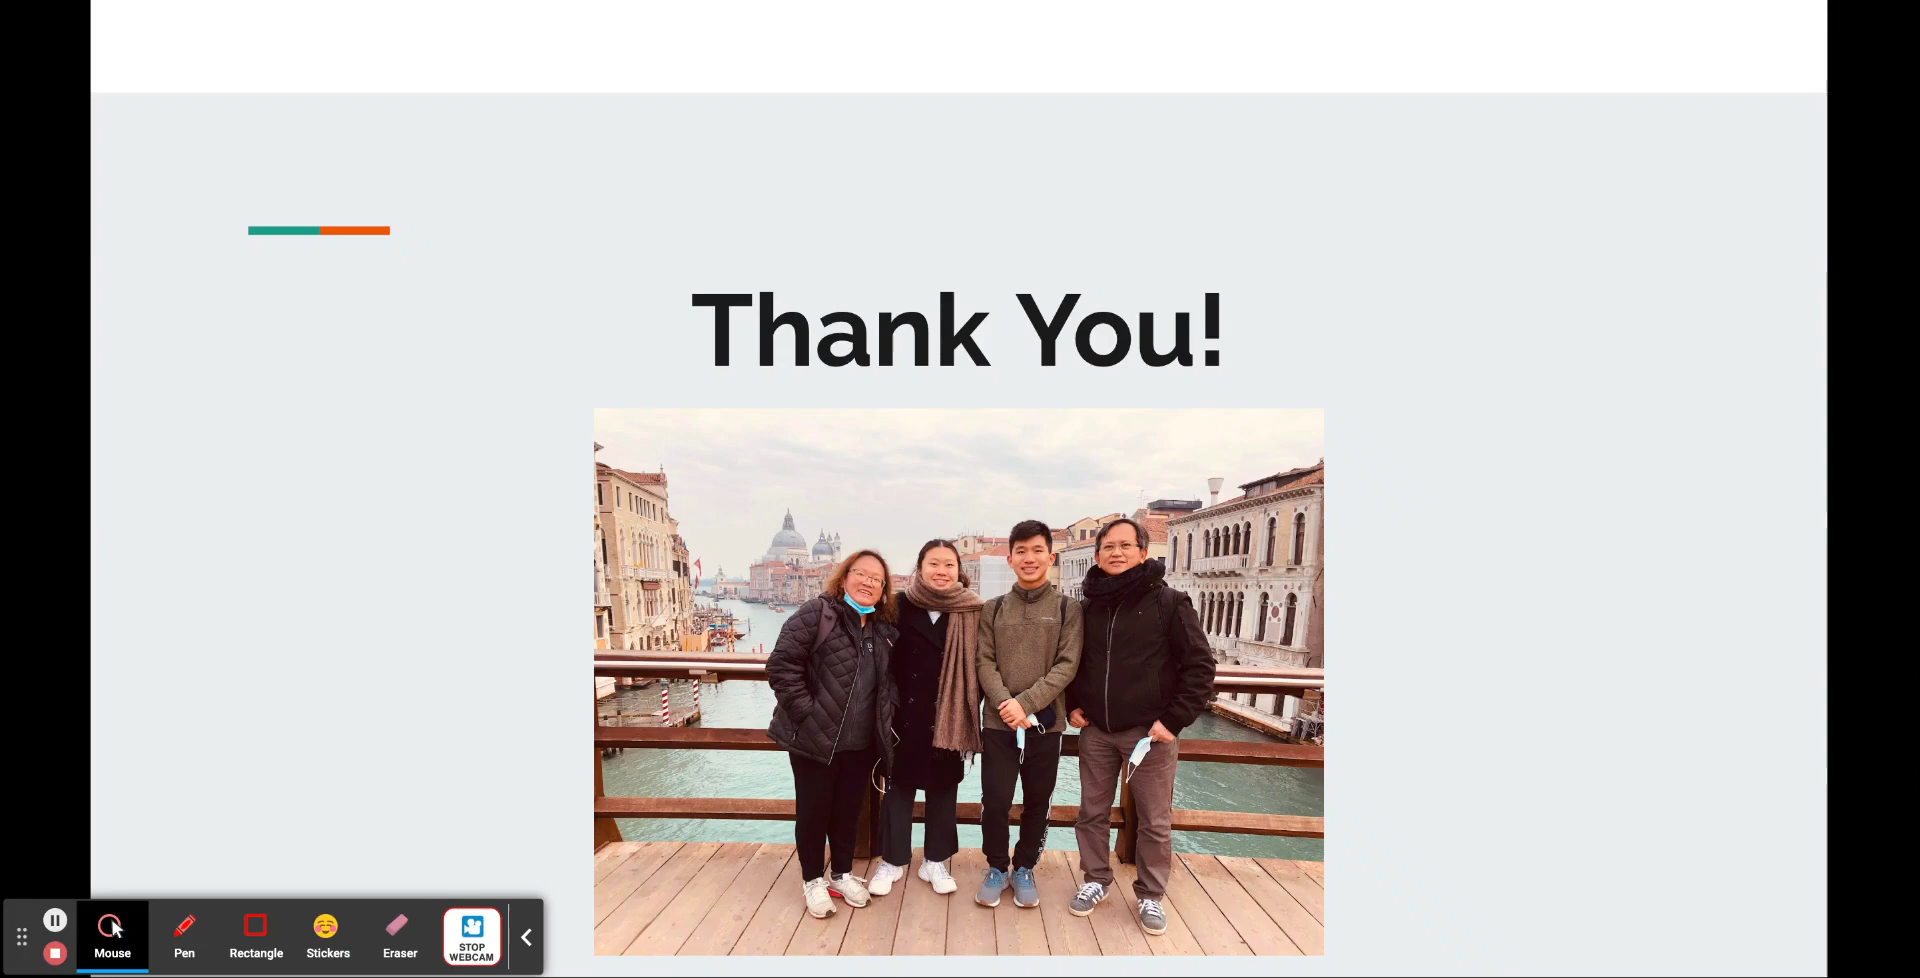 Thank You!
Mouse
Pen
Rectangle
Stickers
Eraser
STOP
WEBCAM